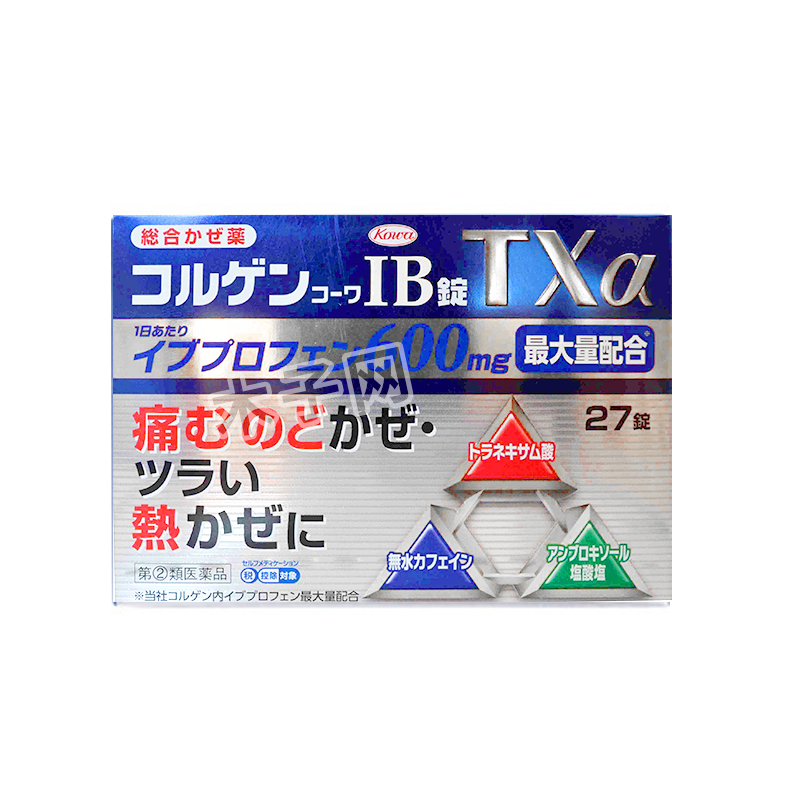 総合かぜ薬
Kowa
コルゲンコーワIB錠 TXα
1日あたり
イブプロフェン600mg 最大量配合※
木子网
痛むのどかぜ・
ツラい
熱かぜに
27錠
トラネキサム酸
無水カフェイン
アンブロキソール
塩酸塩
第②類医薬品
セルフメディケーション
税 控除 対象
※当社コルゲン内イブプロフェン最大量配合